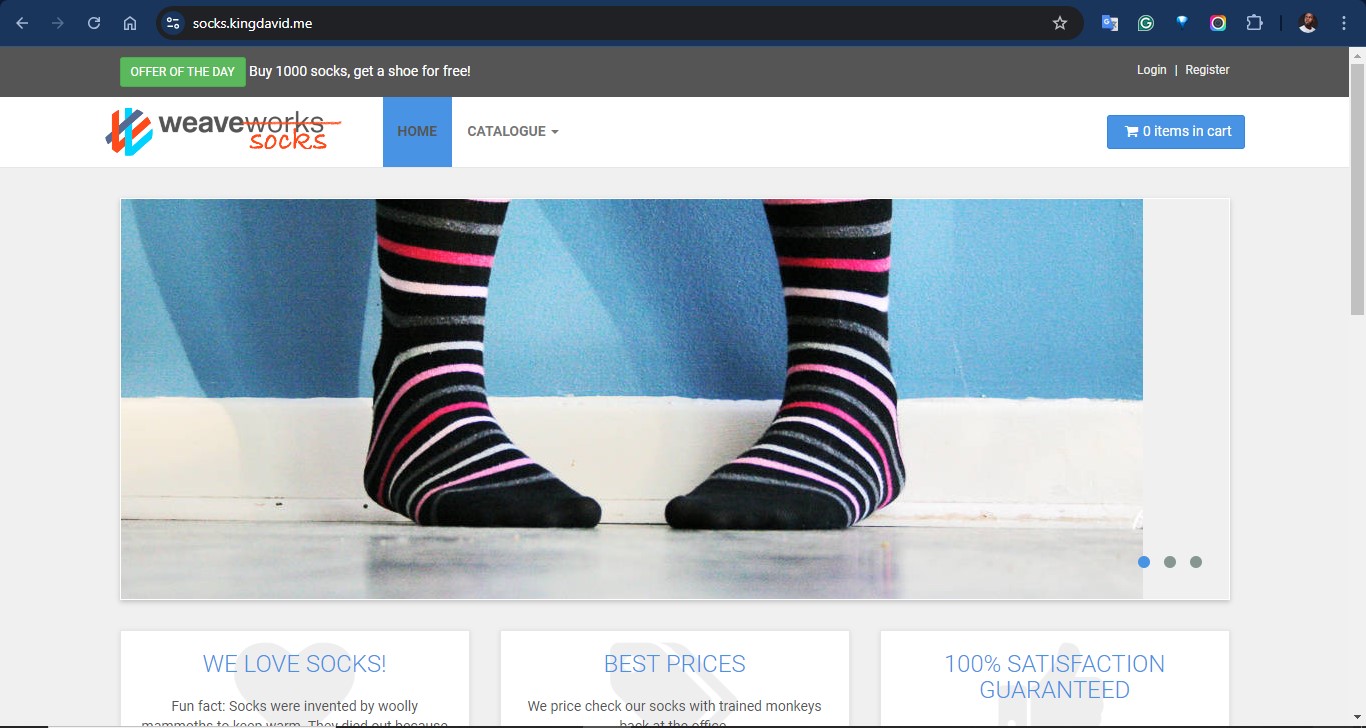 socks.kingdavid.me
OFFER OF THE DAY Buy 1000 socks, get a shoe for free!
Login | Register
weaveworks
socks
HOME
CATALOGUE
0 items in cart
WE LOVE SOCKS!
Fun fact: Socks were invented by woolly
mammoths to keep warm. They died out because
BEST PRICES
We price check our socks with trained monkeys
back at the office
100% SATISFACTION
GUARANTEED